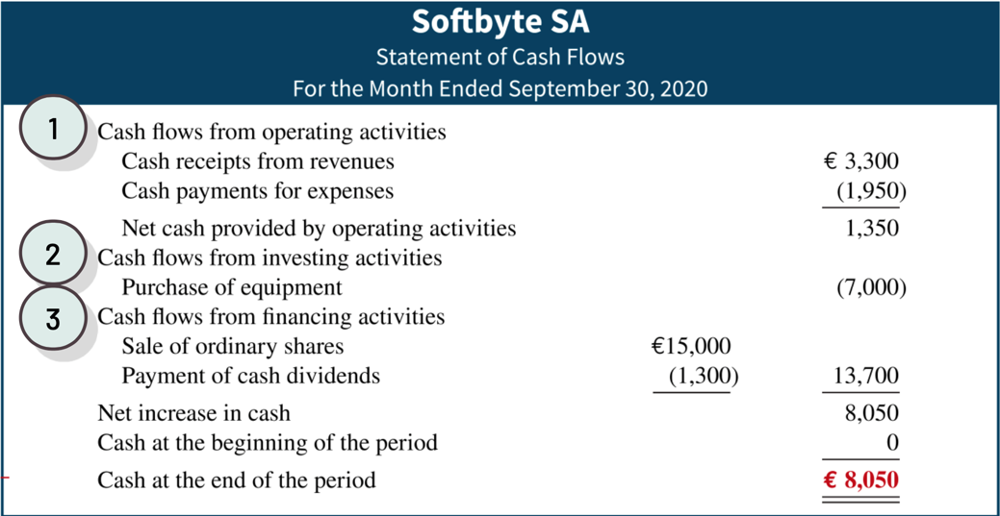 Softbyte SA
Statement of Cash Flows
For the Month Ended September 30, 2020
1 Cash flows from operating activities
Cash receipts from revenues € 3,300
Cash payments for expenses (1,950)
Net cash provided by operating activities 1,350
2 Cash flows from investing activities
Purchase of equipment (7,000)
3 Cash flows from financing activities
Sale of ordinary shares €15,000
Payment of cash dividends (1,300) 13,700
Net increase in cash 8,050
Cash at the beginning of the period 0
Cash at the end of the period € 8,050